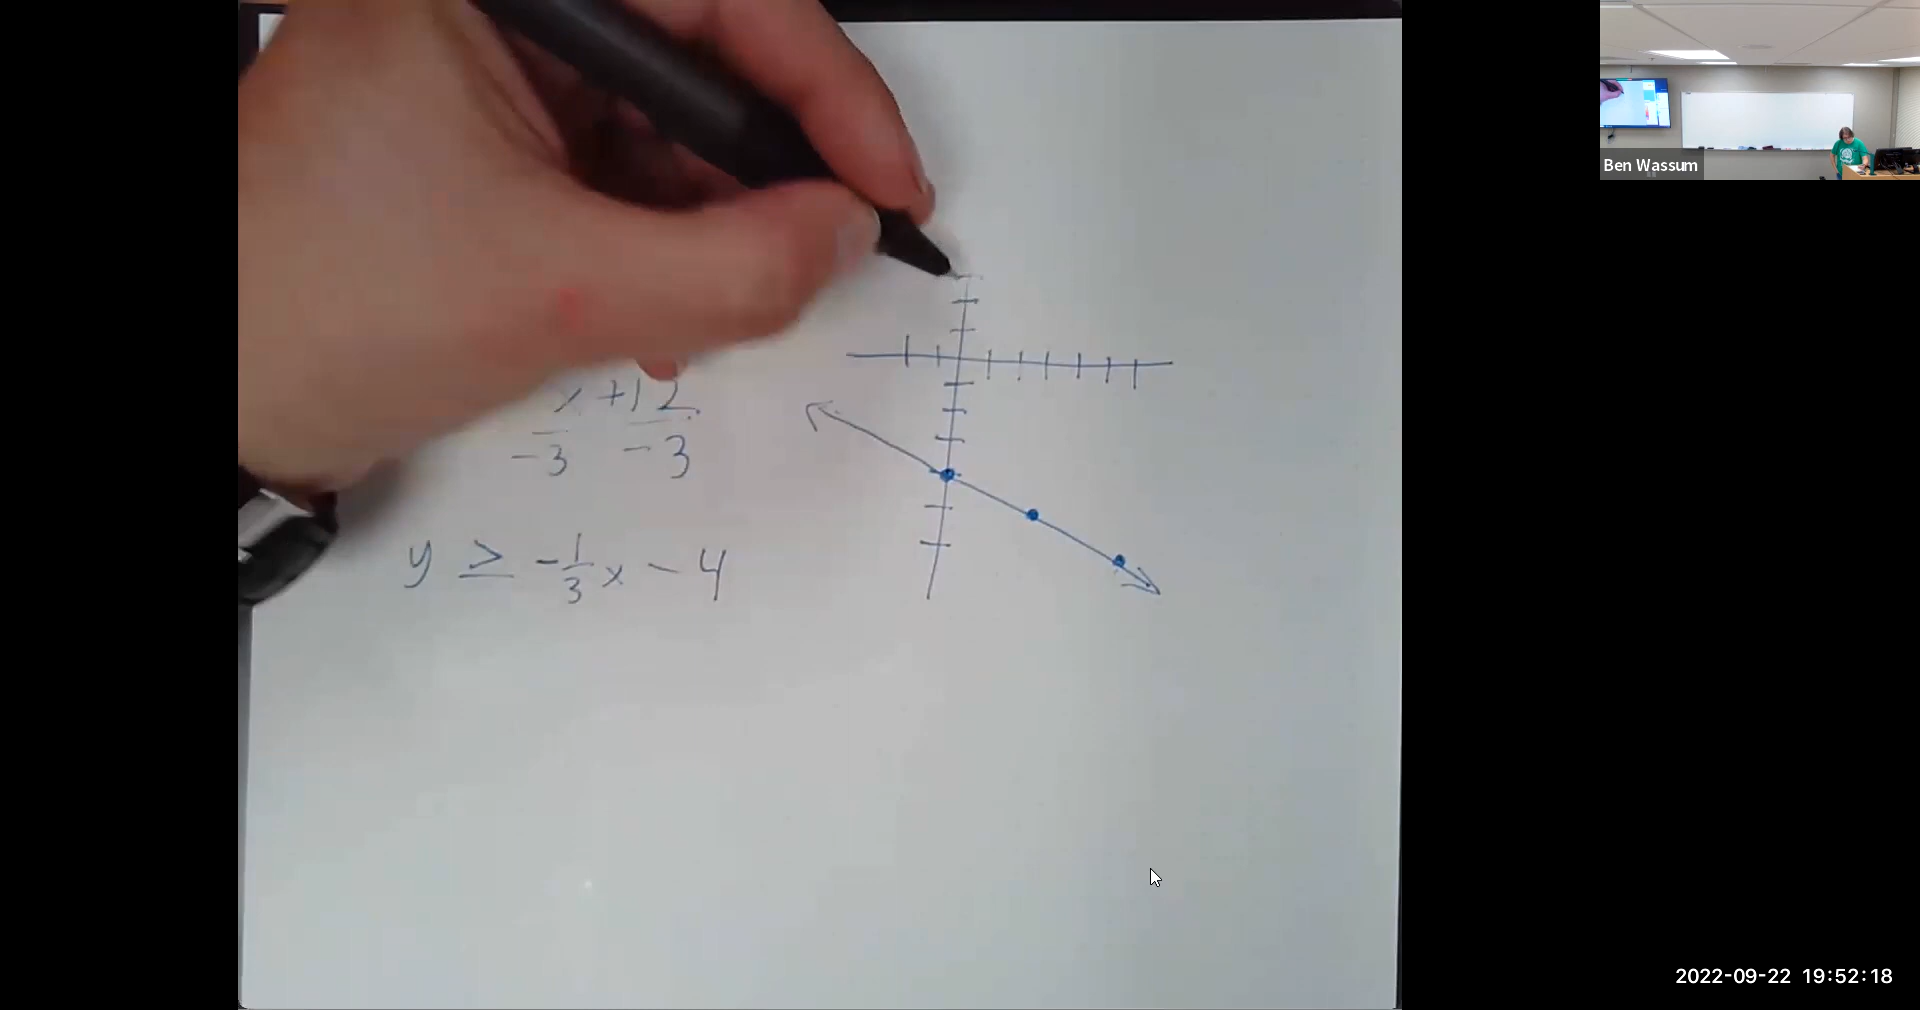 x + 12
-3 -3
y ≥ -1/3 x - 4
Ben Wassum
2022-09-22 19:52:18